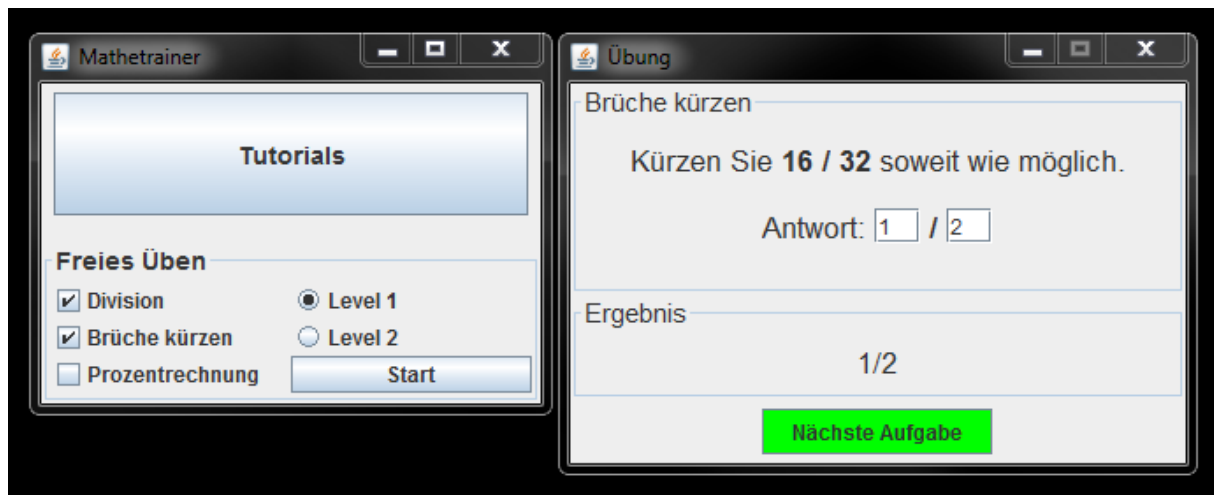 Mathetrainer
Tutorials
Freies Üben
Division
Level 1
Brüche kürzen
Level 2
Prozentrechnung
Start
Übung
Brüche kürzen
Kürzen Sie 16 / 32 soweit wie möglich.
Antwort: 1 / 2
Ergebnis
1/2
Nächste Aufgabe